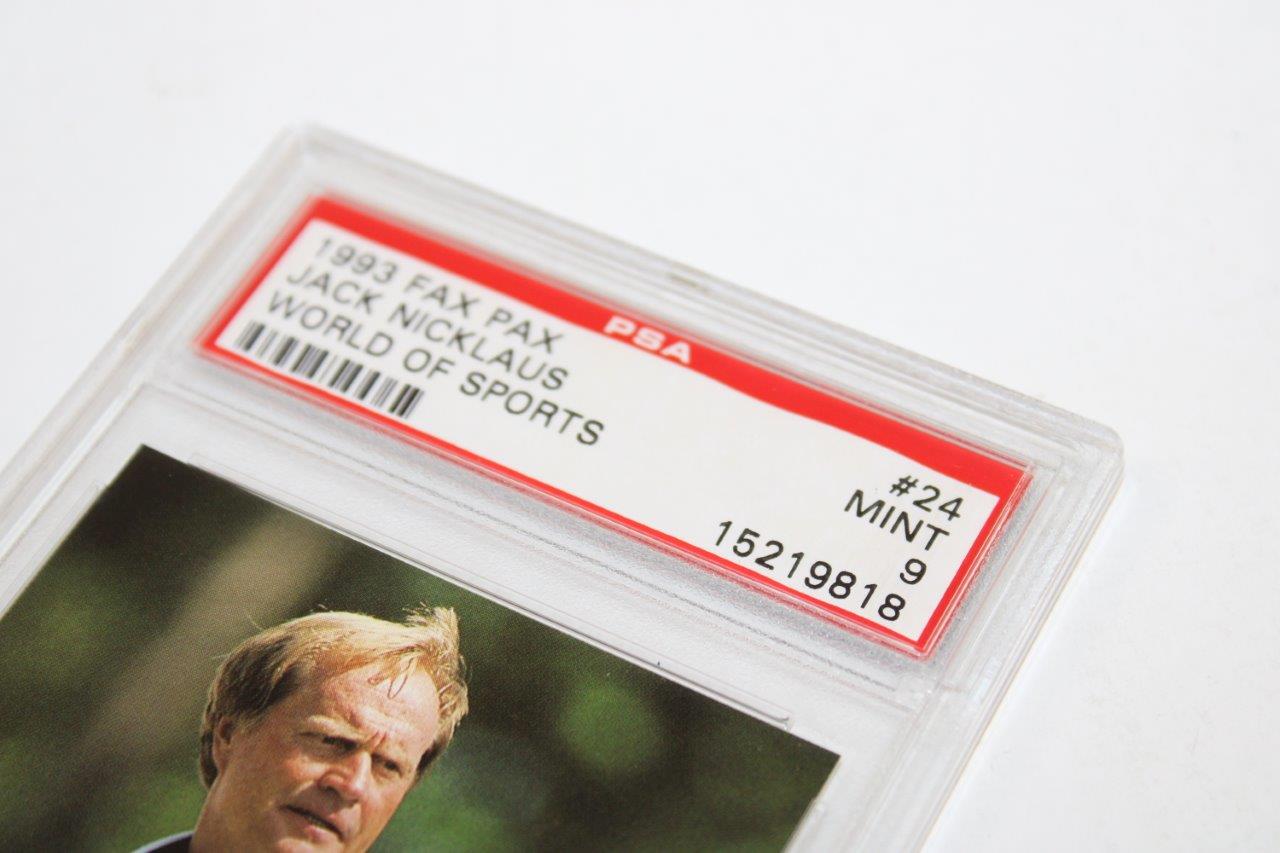 PSA
1993 FAX PAX
JACK NICKLAUS
WORLD OF SPORTS
#24
MINT
9
15219818